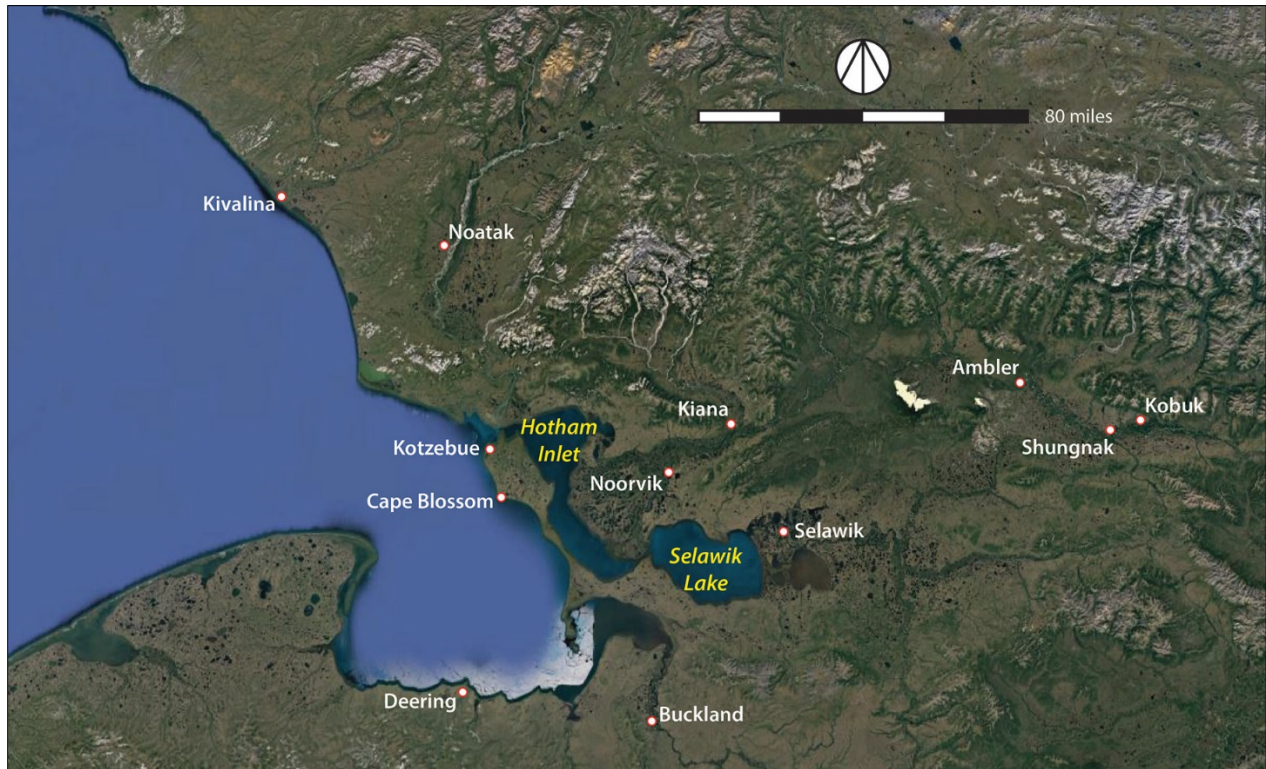 80 miles
Kivalina
Noatak
Ambler
Kobuk
Kiana
Hotham
Inlet
Shungnak
Kotzebue
Noorvik
Cape Blossom
Selawik
Selawik
Lake
Deering
Buckland